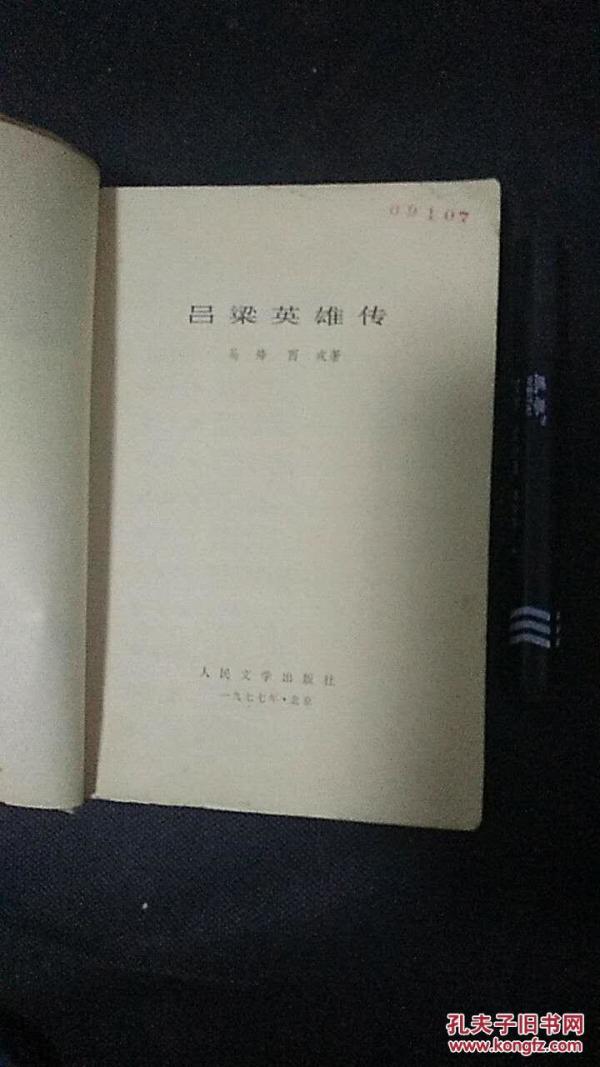 09107
吕梁英雄传
马烽 西戎著
人民文学出版社
一九七七年·北京
孔夫子旧书网
www.kongfz.com